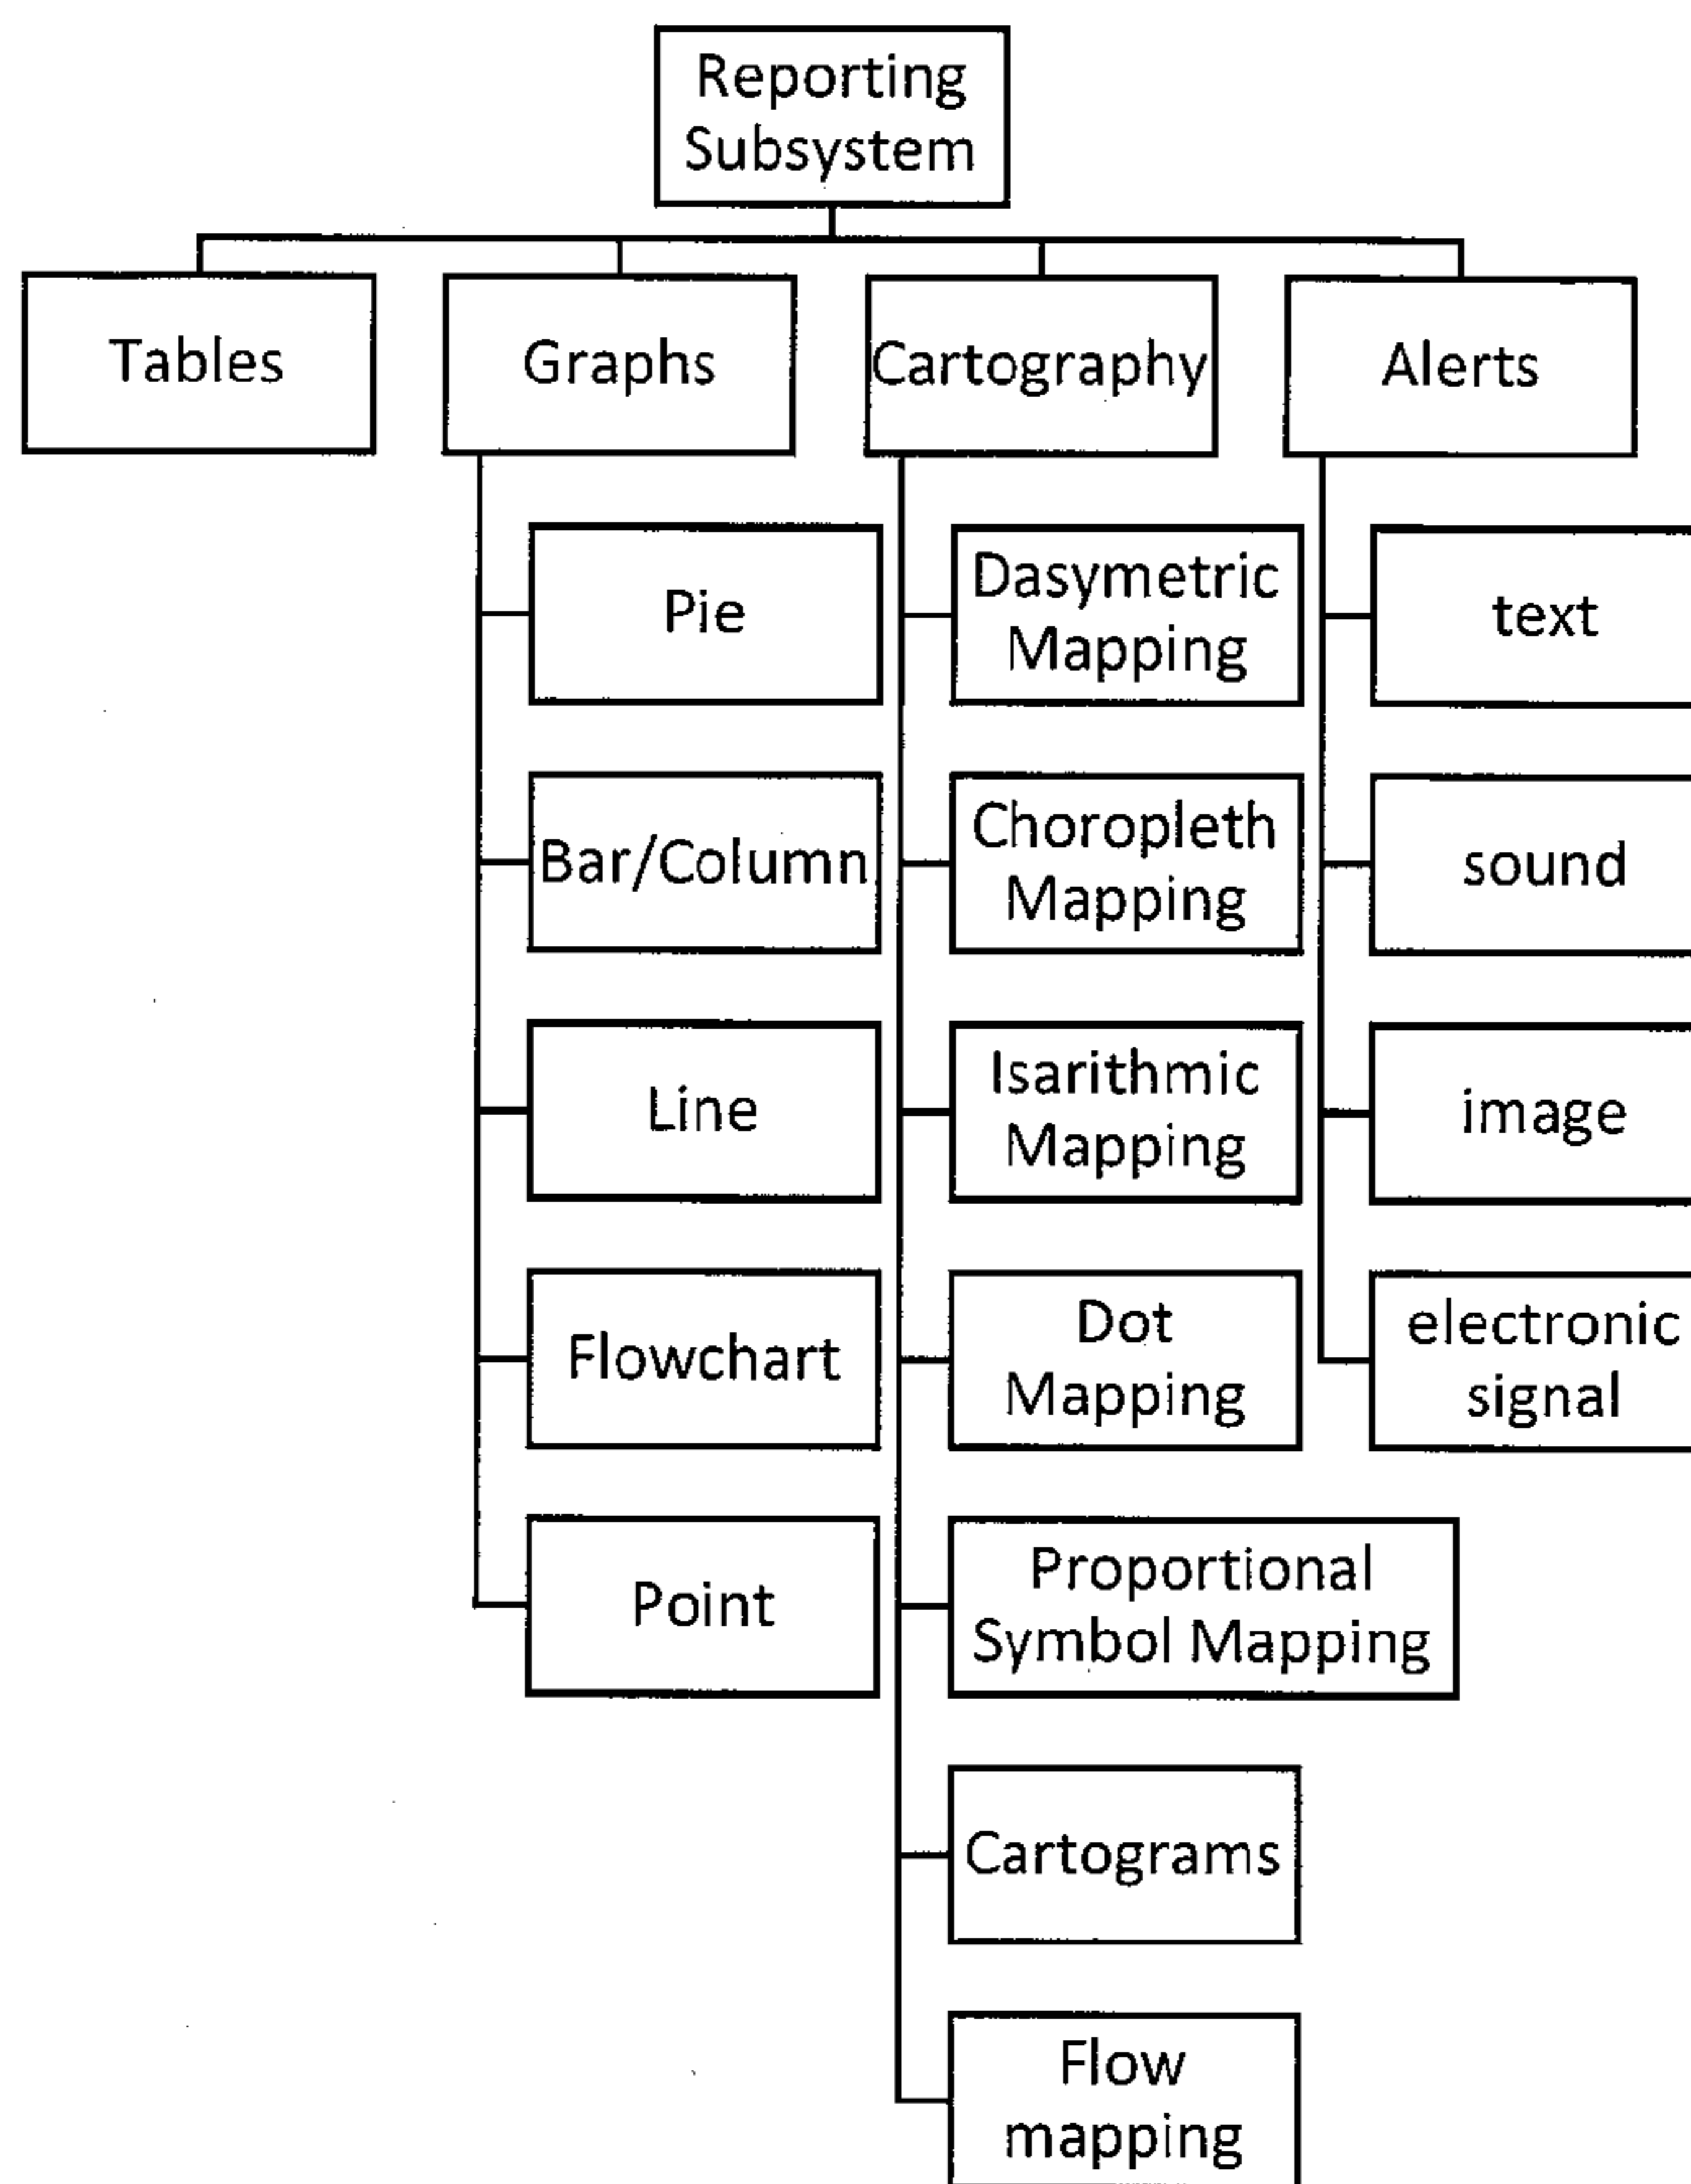 Reporting
Subsystem
Tables
Graphs
Cartography
Alerts
Pie
Bar/Column
Line
Flowchart
Point
Dasymetric
Mapping
Choropleth
Mapping
Isarithmic
Mapping
Dot
Mapping
Proportional
Symbol Mapping
Cartograms
Flow
mapping
text
sound
image
electronic
signal